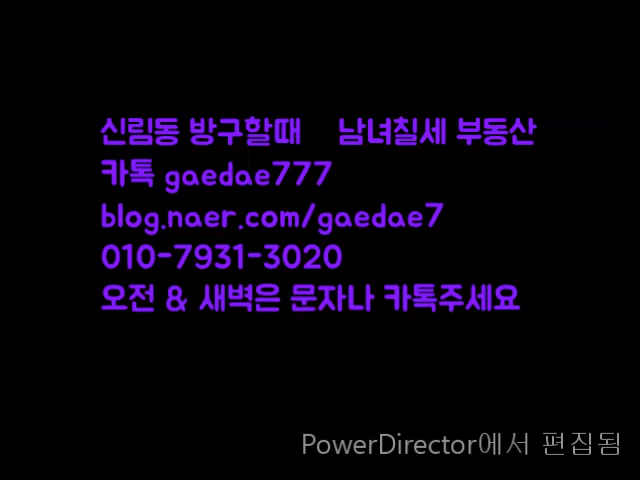 신림동 방구할때 남녀칠세 부동산
카톡 gaedae777
blog.naer.com/gaedae7
010-7931-3020
오전 & 새벽은 문자나 카톡주세요
PowerDirector에서 편집됨